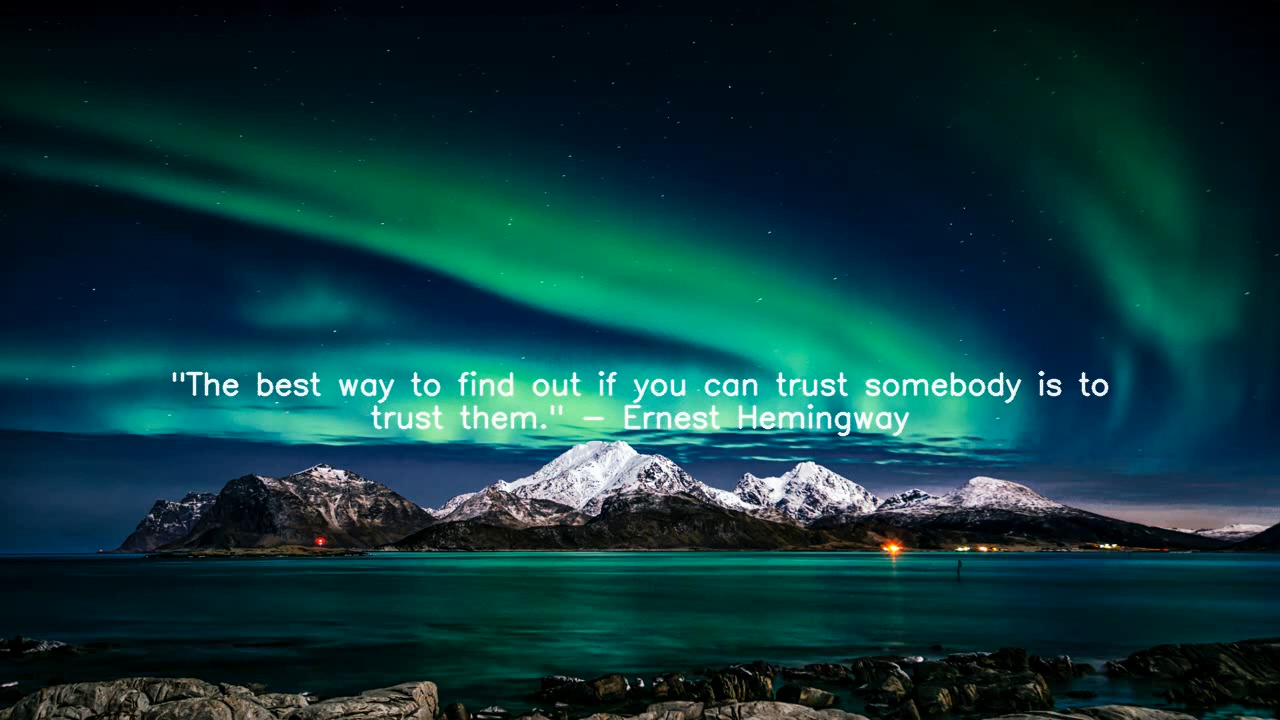 "The best way to find out if you can trust somebody is to
trust them." – Ernest Hemingway